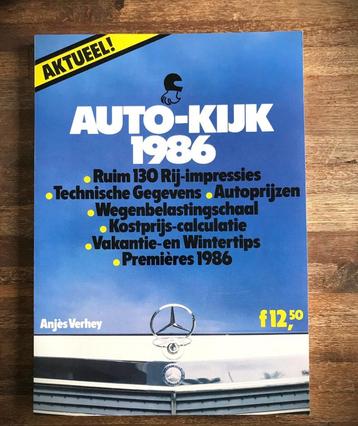 AKTUEEL!
AUTO-KIJK
1986
Ruim 130 Rij-impressies
Technische Gegevens • Autoprijzen
Wegenbelastingschaal
Kostprijs-calculatie
Vakantie- en Wintertips
Premières 1986
Anjès Verhey
f12,50